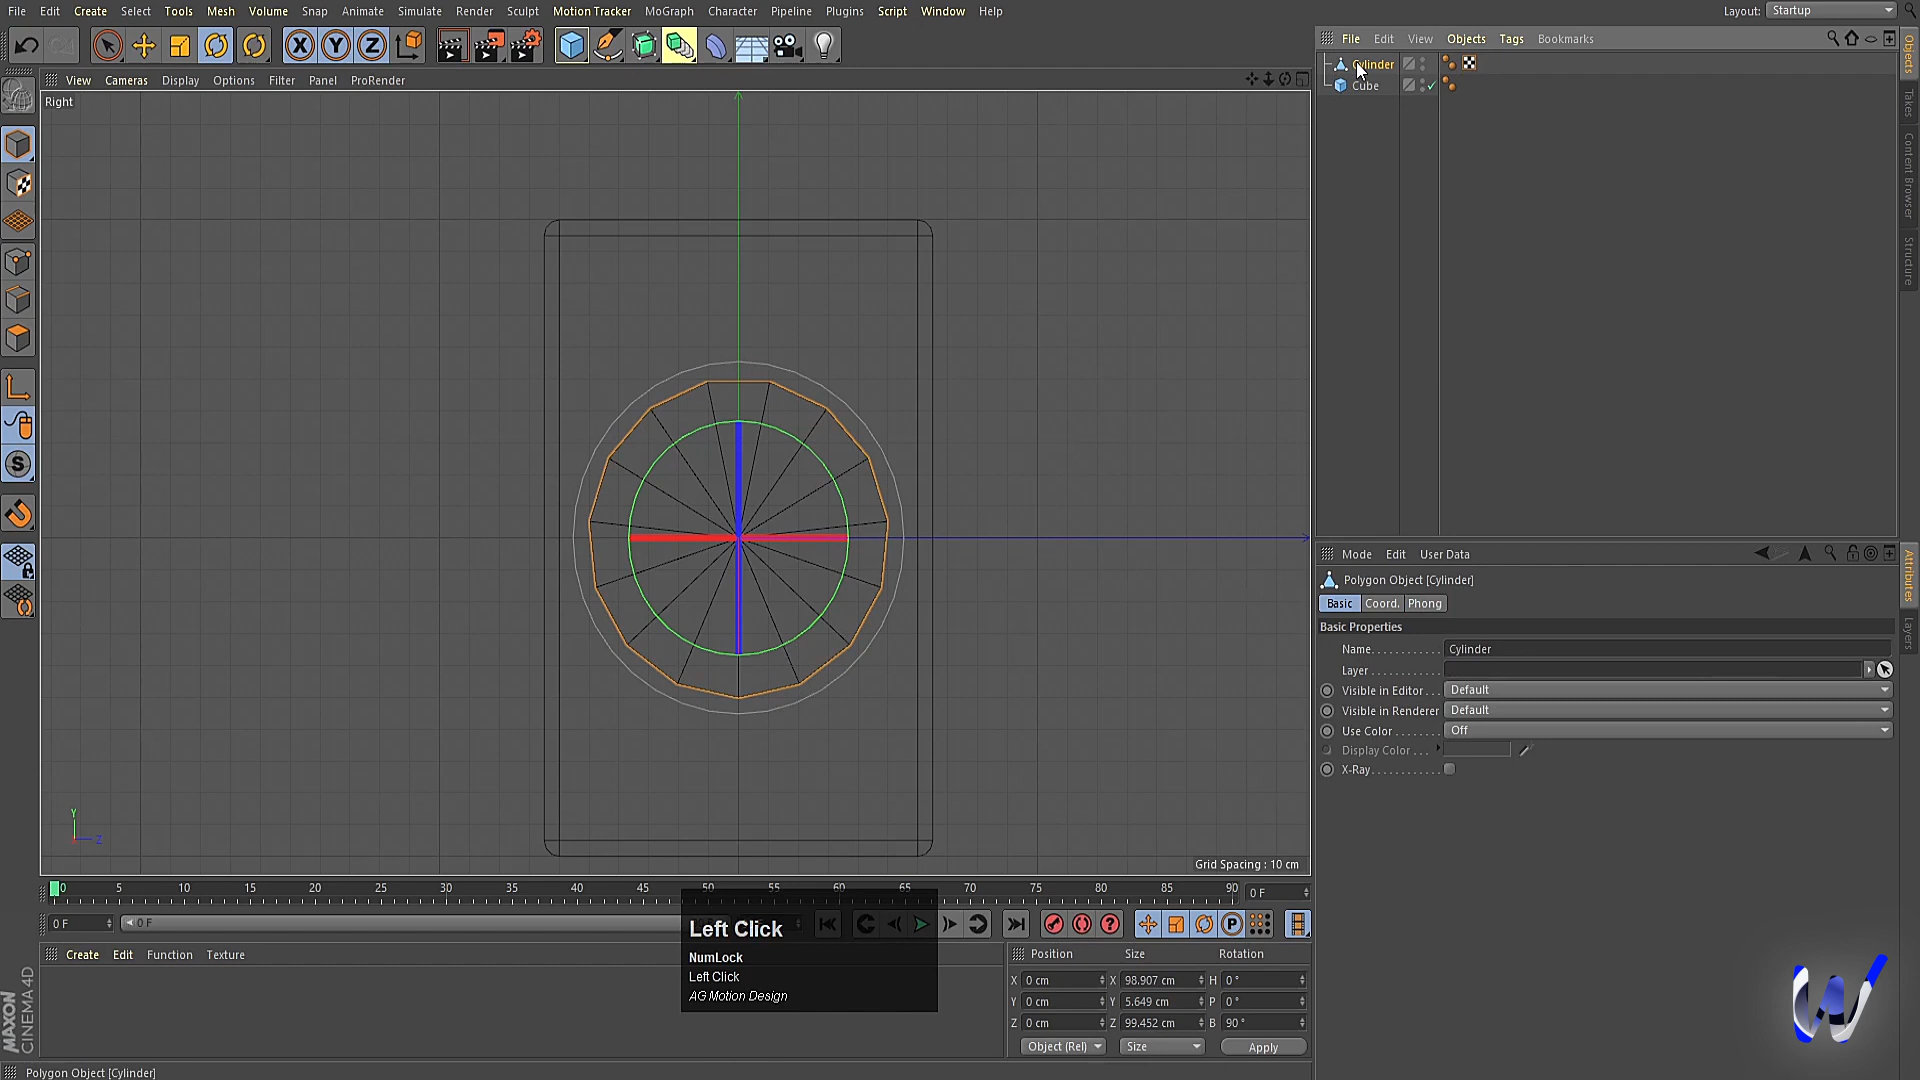 File Edit Create Select Tools Mesh Volume Snap Animate Simulate Render Sculpt Motion Tracker MoGraph Character Pipeline Plugins Script Window Help
Layout: Startup
View Cameras Display Options Filter Panel ProRender
Right
File Edit View Objects Tags Bookmarks
Cylinder
Cube
Objects
Takes
Content Browser
Structure
Mode Edit User Data
Polygon Object [Cylinder]
Basic Coord. Phong
Basic Properties
Name Cylinder
Layer
Visible in Editor Default
Visible in Renderer Default
Use Color Off
Display Color
X-Ray
Attributes
Layers
Y
Z
Grid Spacing : 10 cm
0 5 10 15 20 25 30 35 40 45 50 55 60 65 70 75 80 85 90 0 F
0 F 0 F
Left Click
NumLock
Left Click
AG Motion Design
Create Edit Function Texture
Position Size Rotation
X 0 cm X 98.907 cm H 0 °
Y 0 cm Y 5.649 cm P 0 °
Z 0 cm Z 99.452 cm B 90 °
Object (Rel) Size Apply
MAXON
CINEMA 4D
Polygon Object [Cylinder]